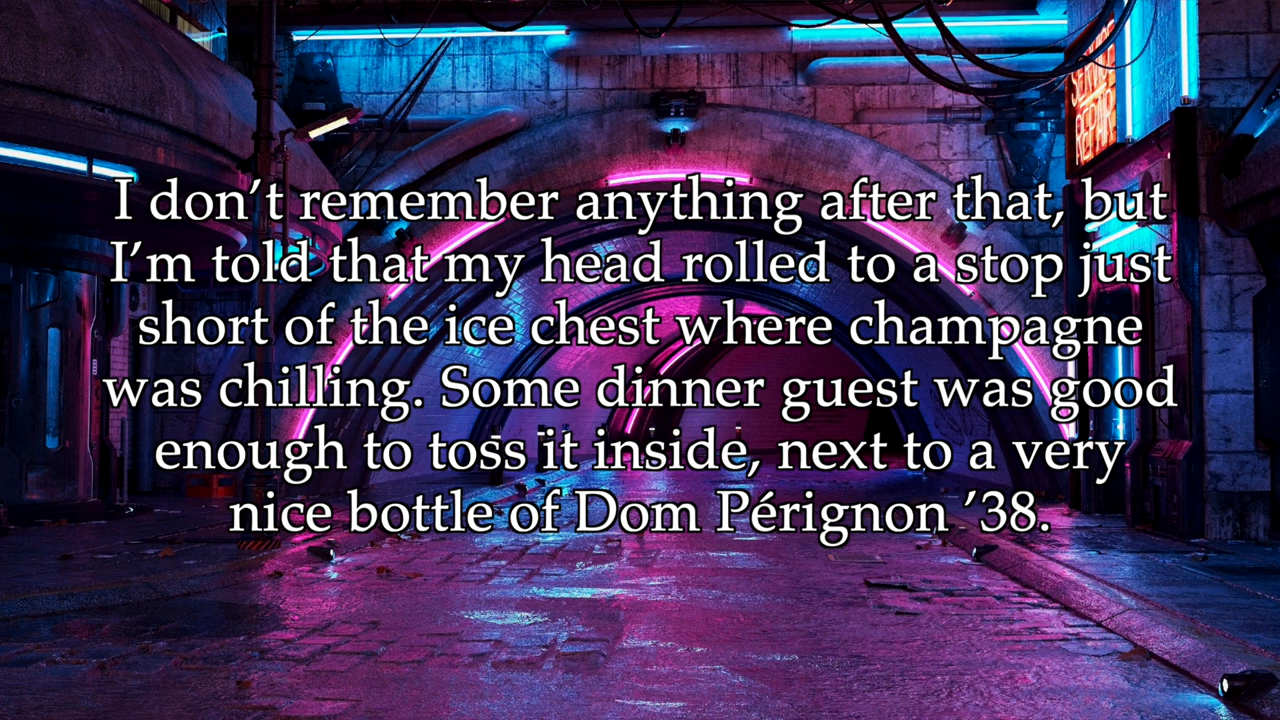 SERVICE
REPAIR
I don’t remember anything after that, but
I’m told that my head rolled to a stop just
short of the ice chest where champagne
was chilling. Some dinner guest was good
enough to toss it inside, next to a very
nice bottle of Dom Pérignon ’38.